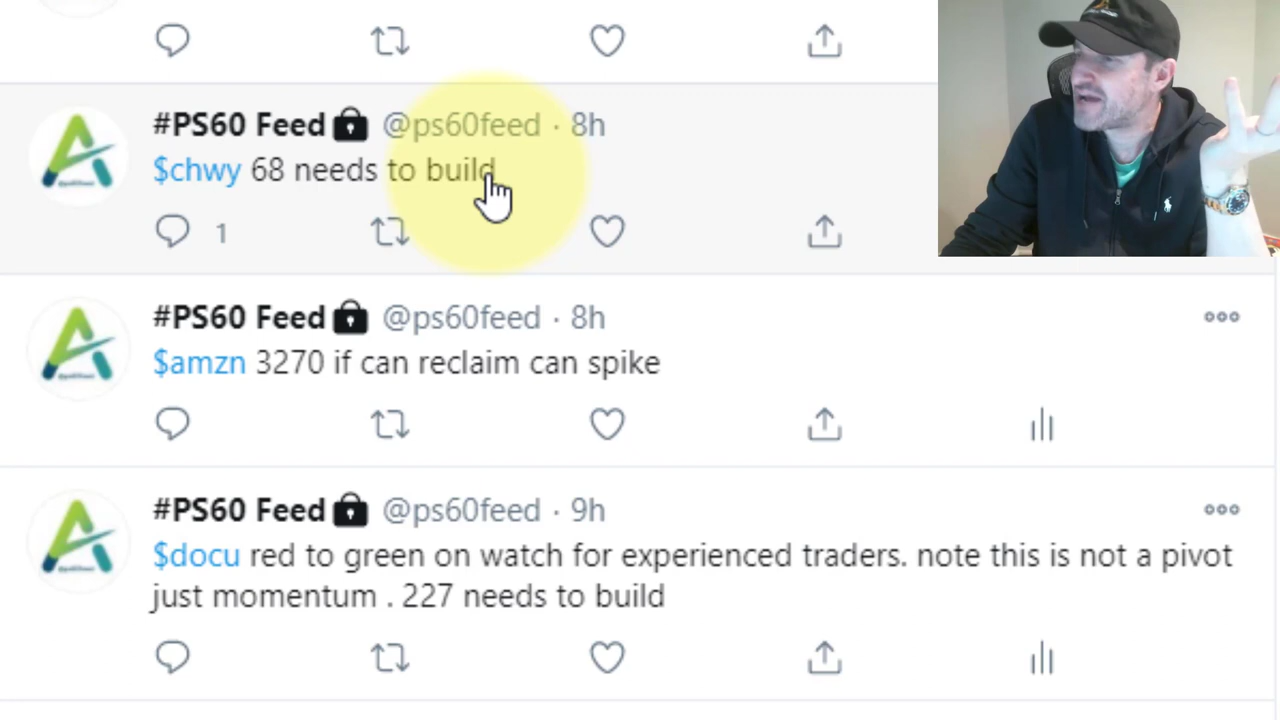 #PS60 Feed @ps60feed · 8h
$chwy 68 needs to build
1
#PS60 Feed @ps60feed · 8h
$amzn 3270 if can reclaim can spike
#PS60 Feed @ps60feed · 9h
$docu red to green on watch for experienced traders. note this is not a pivot
just momentum . 227 needs to build